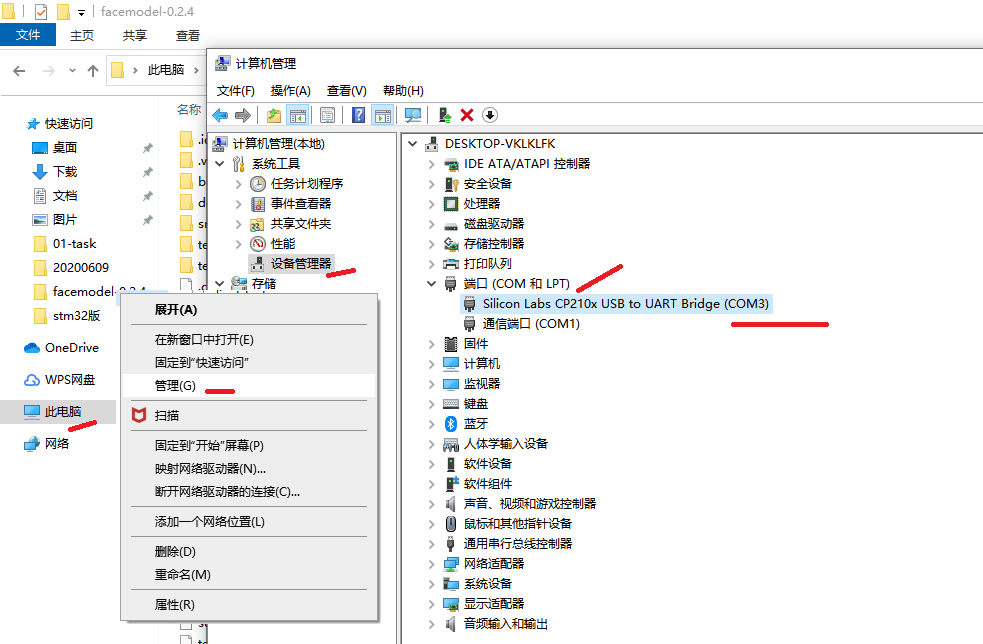 facemodel-0.2.4
文件 主页 共享 查看
此电脑
名称
快速访问
桌面
下载
文档
图片
01-task
20200609
facemodel-0.2.4
stm32版
OneDrive
WPS网盘
此电脑
网络
计算机管理
文件(F) 操作(A) 查看(V) 帮助(H)
计算机管理(本地)
系统工具
任务计划程序
事件查看器
共享文件夹
性能
设备管理器
存储
展开(A)
在新窗口中打开(E)
固定到"快速访问"
管理(G)
扫描
固定到"开始"屏幕(P)
映射网络驱动器(N)...
断开网络驱动器的连接(C)...
添加一个网络位置(L)
删除(D)
重命名(M)
属性(R)
DESKTOP-VKLKLFK
IDE ATA/ATAPI 控制器
安全设备
处理器
磁盘驱动器
存储控制器
打印队列
端口 (COM 和 LPT)
Silicon Labs CP210x USB to UART Bridge (COM3)
通信端口 (COM1)
固件
计算机
监视器
键盘
蓝牙
人体学输入设备
软件设备
软件组件
声音、视频和游戏控制器
鼠标和其他指针设备
通用串行总线控制器
网络适配器
系统设备
显示适配器
音频输入和输出